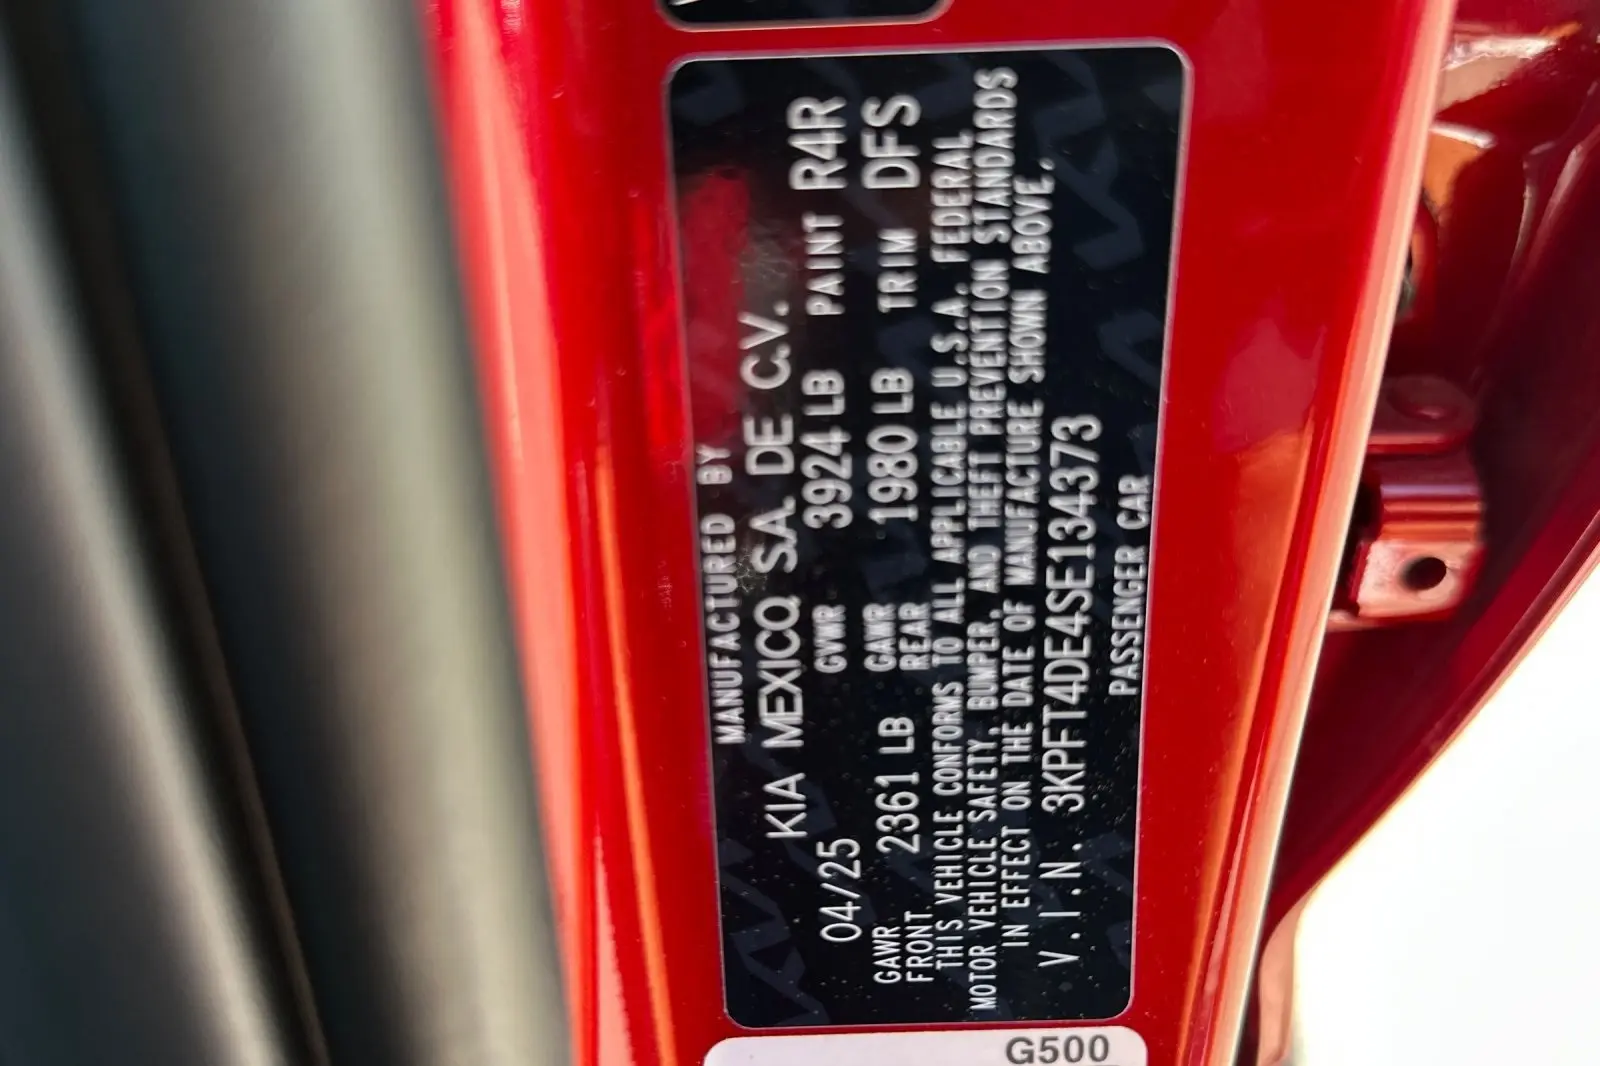 MANUFACTURED BY
KIA MEXICO, S.A. DE C.V.
04/25 GVWR 3924 LB PAINT R4R
GAWR FRONT 2361 LB GAWR REAR 1980 LB TRIM DFS
THIS VEHICLE CONFORMS TO ALL APPLICABLE U.S.A. FEDERAL
MOTOR VEHICLE SAFETY, BUMPER, AND THEFT PREVENTION STANDARDS
IN EFFECT ON THE DATE OF MANUFACTURE SHOWN ABOVE.
V.I.N. 3KPFT4DE4SE134373
PASSENGER CAR
G500